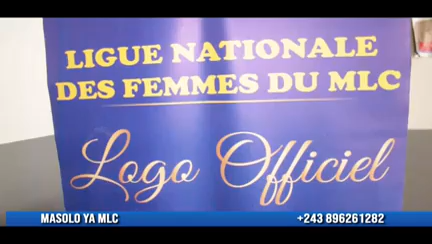 LIGUE NATIONALE
DES FEMMES DU MLC
Logo Officiel
MASOLO YA MLC +243 896261282